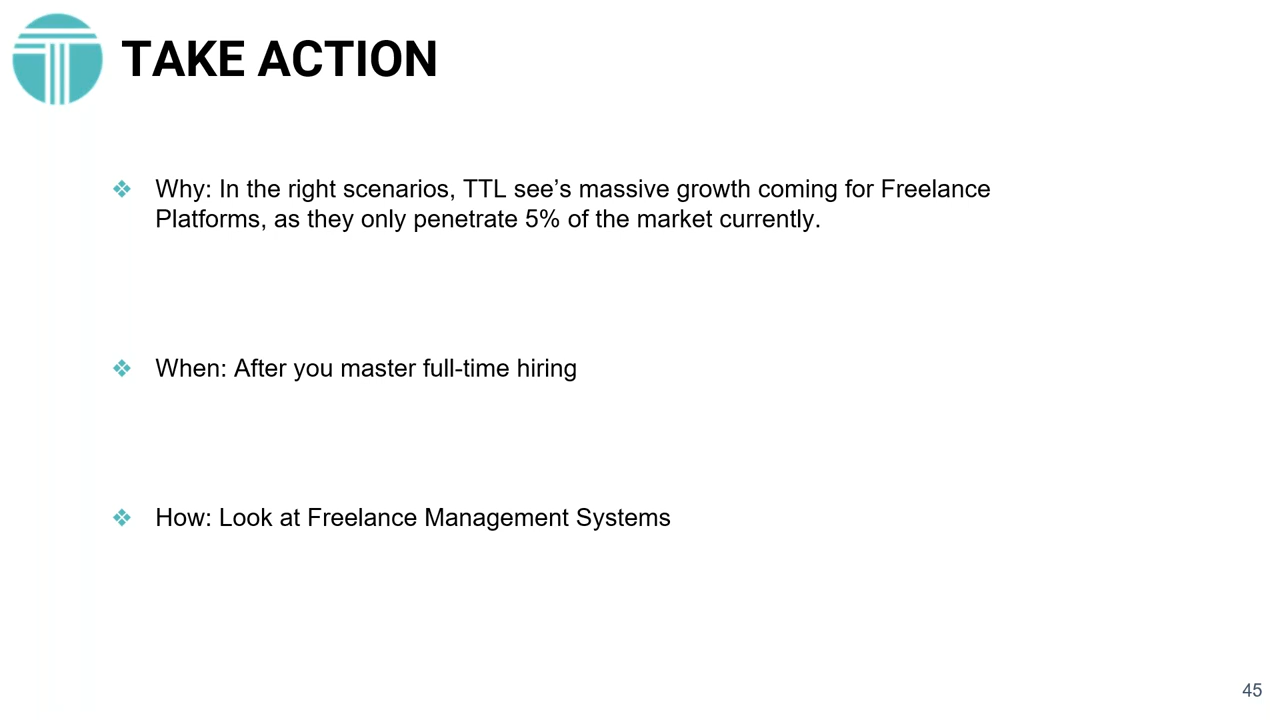 TAKE ACTION
❖ Why: In the right scenarios, TTL see’s massive growth coming for Freelance
Platforms, as they only penetrate 5% of the market currently.
❖ When: After you master full-time hiring
❖ How: Look at Freelance Management Systems
45